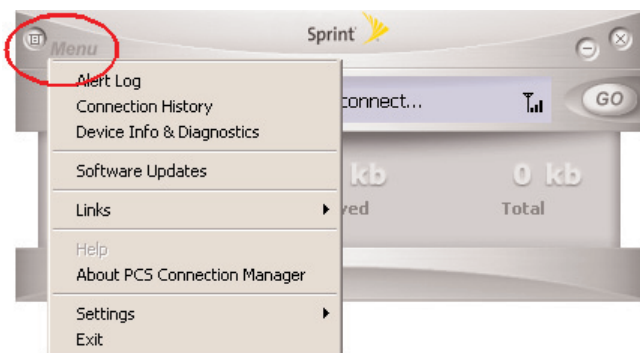 Sprint
Menu
Alert Log
Connection History
connect...
GO
Device Info & Diagnostics
Software Updates
kb
0 kb
Links
ved
Total
Help
About PCS Connection Manager
Settings
Exit